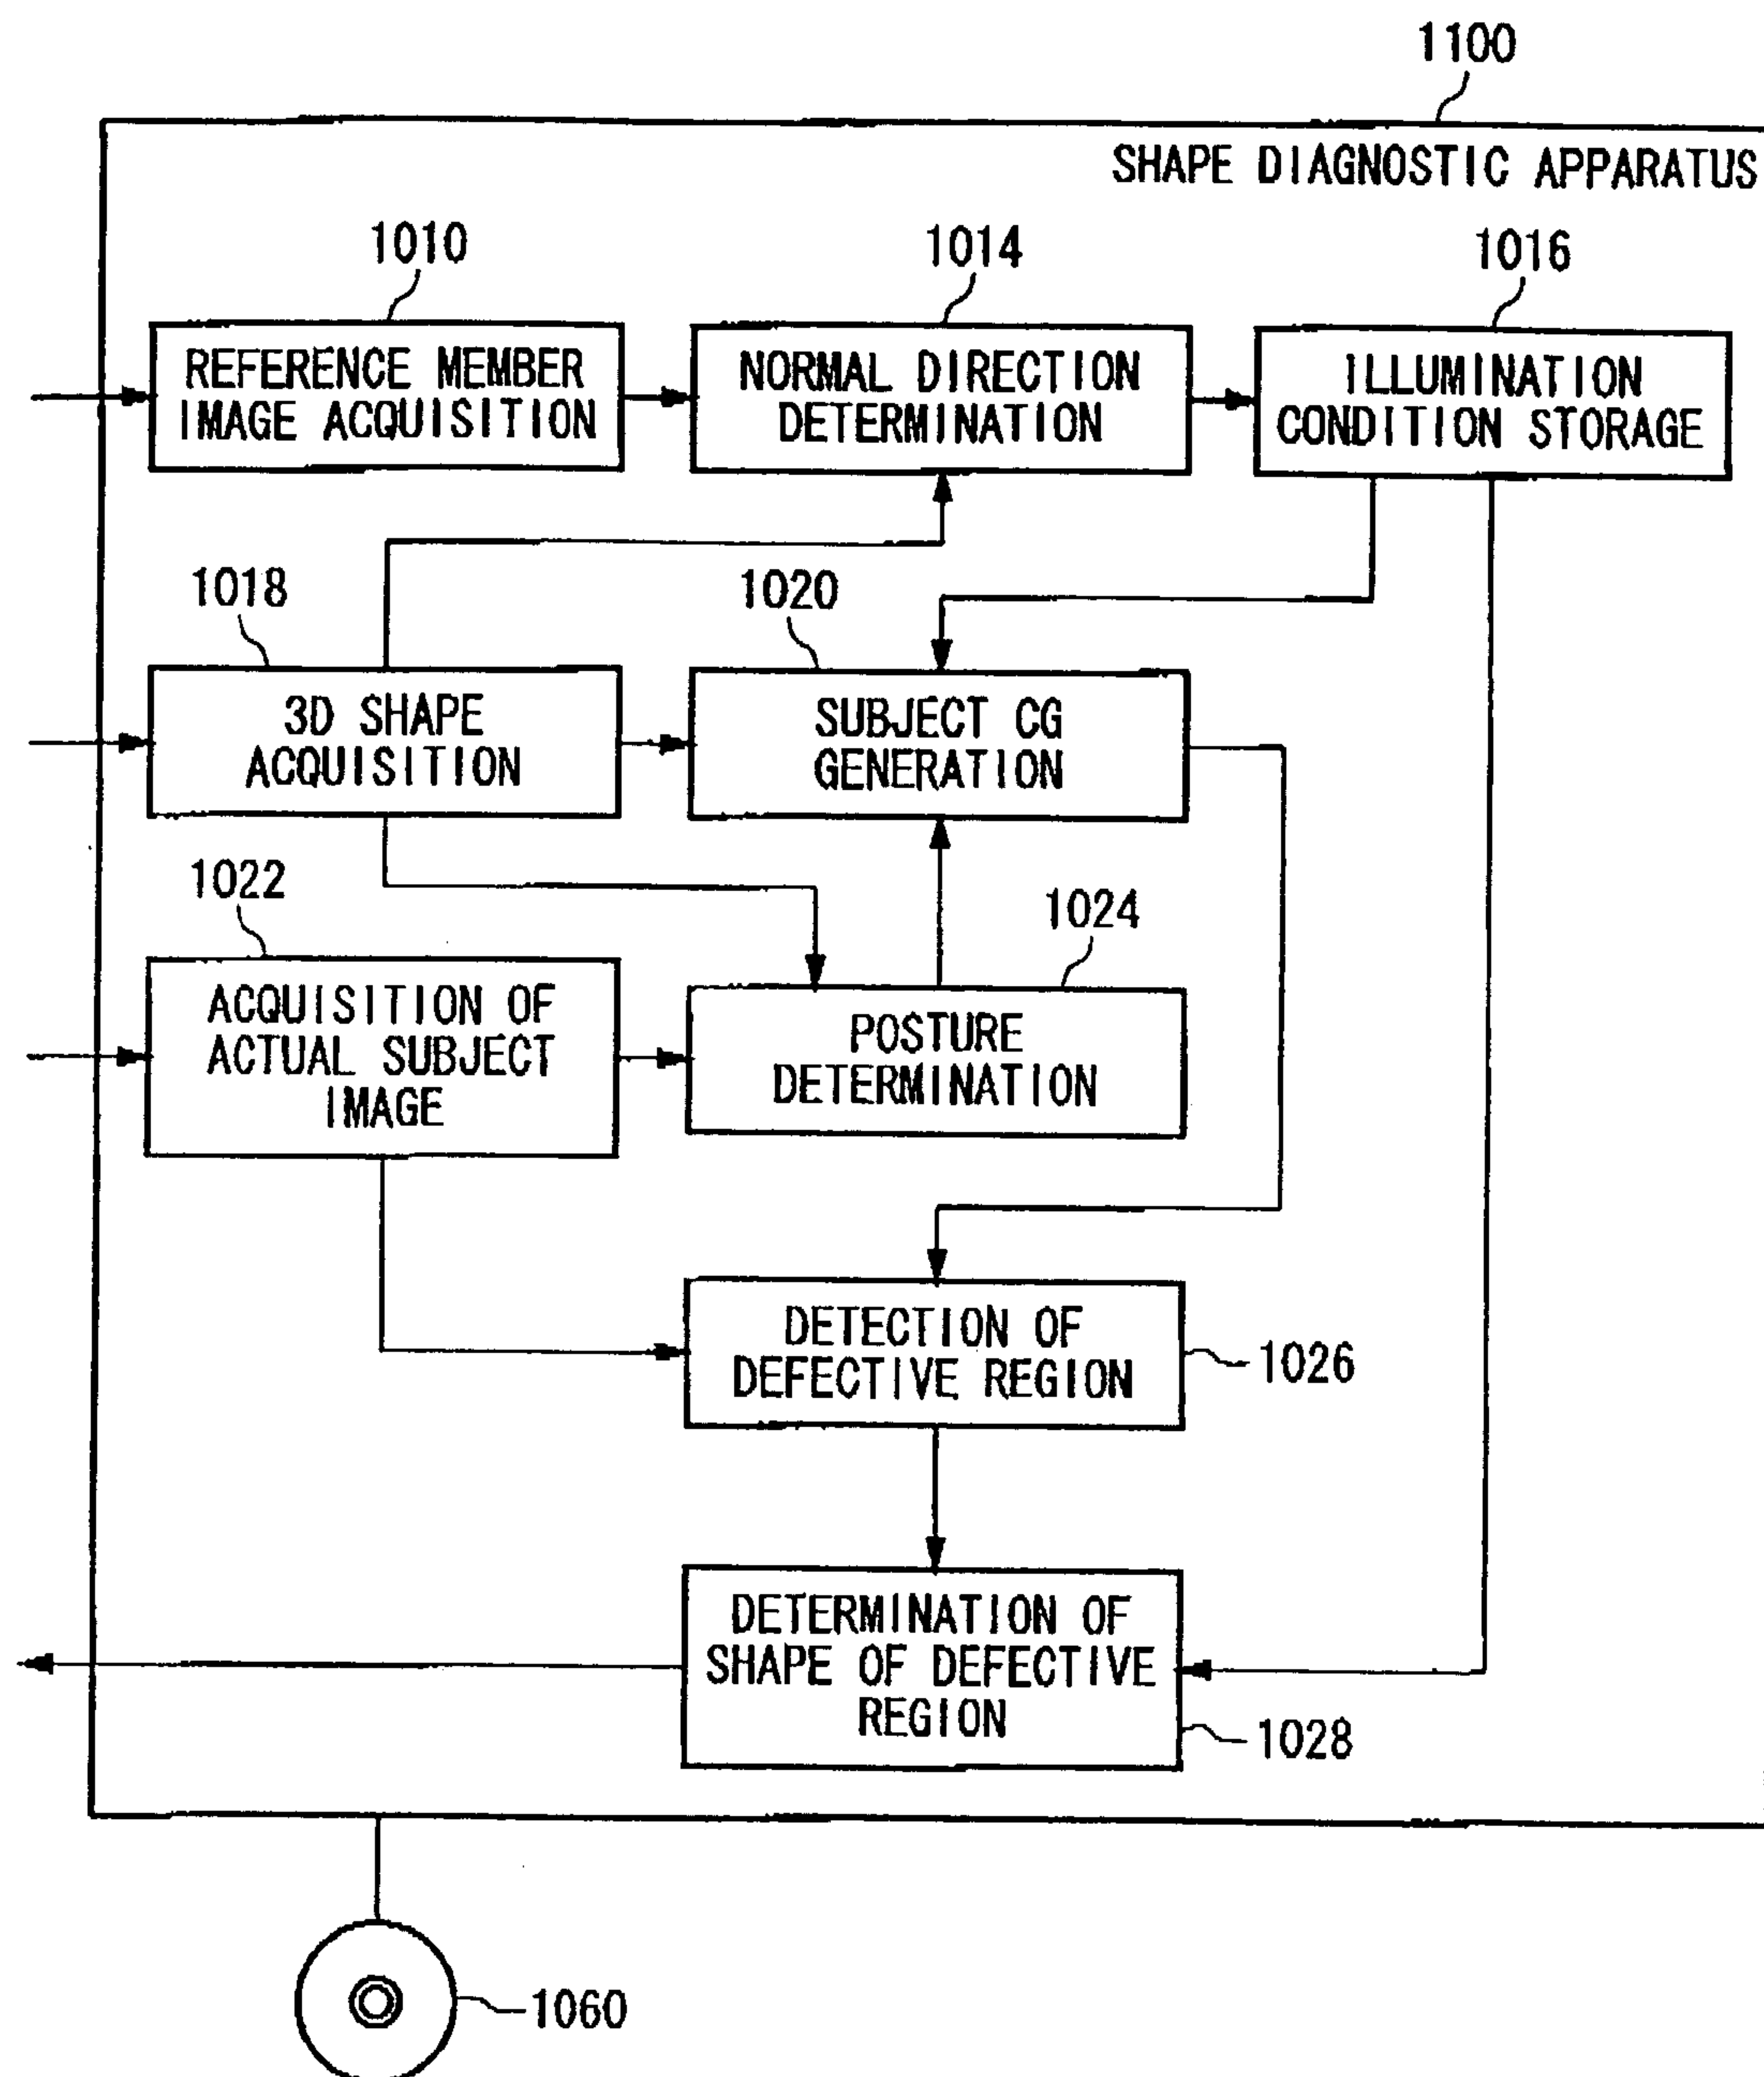 1100
SHAPE DIAGNOSTIC APPARATUS
1010
1014
1016
REFERENCE MEMBER
IMAGE ACQUISITION
NORMAL DIRECTION
DETERMINATION
ILLUMINATION
CONDITION STORAGE
1018
1020
3D SHAPE
ACQUISITION
SUBJECT CG
GENERATION
1022
1024
ACQUISITION OF
ACTUAL SUBJECT
IMAGE
POSTURE
DETERMINATION
DETECTION OF
DEFECTIVE REGION
1026
DETERMINATION OF
SHAPE OF DEFECTIVE
REGION
1028
1060